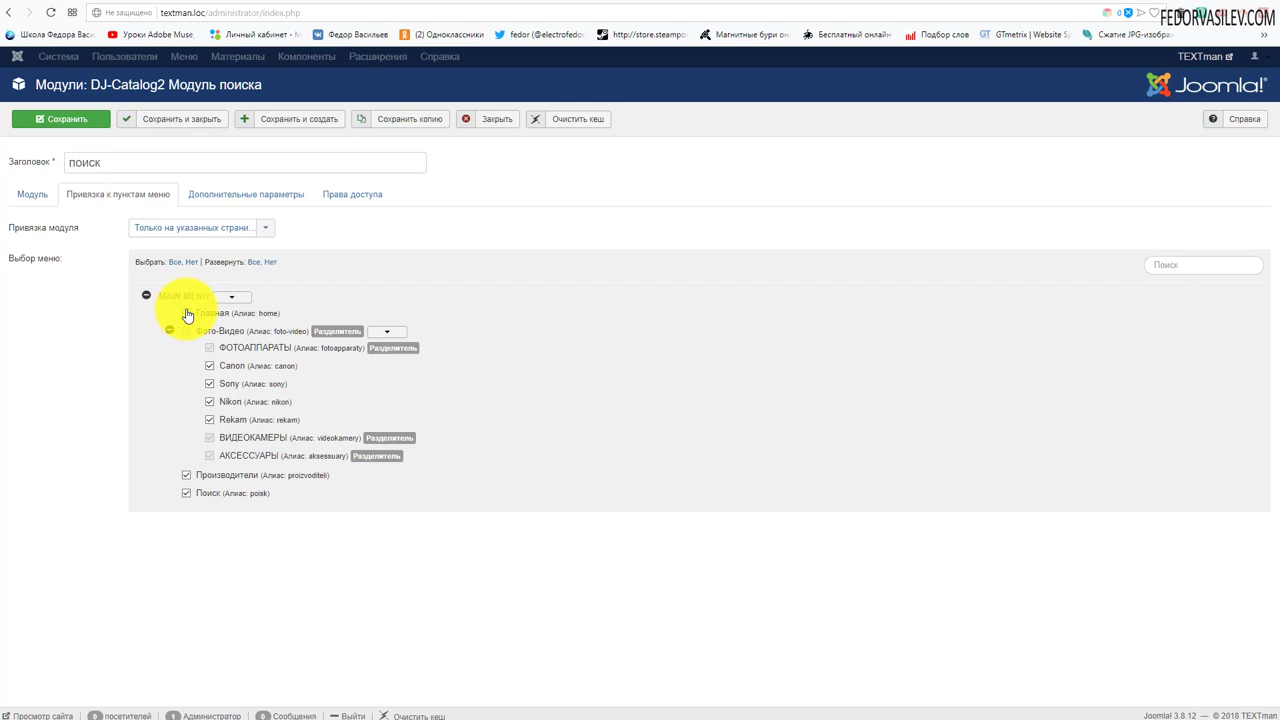 Не защищено textman.loc/administrator/index.php
FEDORVASILEV.COM
Школа Федора Васи. Уроки Adobe Muse. Личный кабинет - М Федор Васильев (2) Одноклассники fedor (@electrofedo http://store.steampo Магнитные бури он Бесплатный онлайн Подбор слов GT GTmetrix | Website S Сжатие JPG-изобра
Система Пользователи Меню Материалы Компоненты Расширения Справка TEXTman
Модули: DJ-Catalog2 Модуль поиска Joomla!
Сохранить Сохранить и закрыть Сохранить и создать Сохранить копию Закрыть Очистить кеш Справка
Заголовок * поиск
Модуль Привязка к пунктам меню Дополнительные параметры Права доступа
Привязка модуля Только на указанных страни...
Выбор меню: Выбрать: Все, Нет | Развернуть: Все, Нет Поиск
MAIN MENU
Главная (Алиас: home)
Фото-Видео (Алиас: foto-video) Разделитель
ФОТОАППАРАТЫ (Алиас: fotoapparaty) Разделитель
Canon (Алиас: canon)
Sony (Алиас: sony)
Nikon (Алиас: nikon)
Rekam (Алиас: rekam)
ВИДЕОКАМЕРЫ (Алиас: videokamery) Разделитель
АКСЕССУАРЫ (Алиас: aksessuary) Разделитель
Производители (Алиас: proizvoditeli)
Поиск (Алиас: poisk)
Просмотр сайта 0 посетителей 1 Администратор 0 Сообщения Выйти Очистить кеш Joomla! 3.8.12 — © 2018 TEXTman